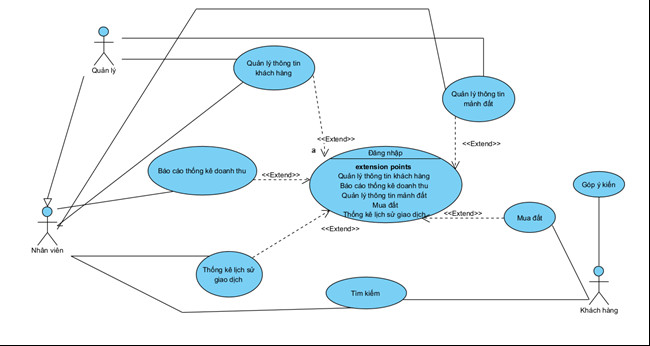 Quản lý
Quản lý thông tin
khách hàng
Quản lý thông tin
mảnh đất
<<Extend>>
a
<<Extend>>
Đăng nhập
extension points
Quản lý thông tin khách hàng
Báo cáo thống kê doanh thu
Quản lý thông tin mảnh đất
Mua đất
Thống kê lịch sử giao dịch
Báo cáo thống kê doanh thu
<<Extend>>
Góp ý kiến
<<Extend>>
Mua đất
<<Extend>>
Nhân viên
Thống kê lịch sử
giao dịch
Tìm kiếm
Khách hàng